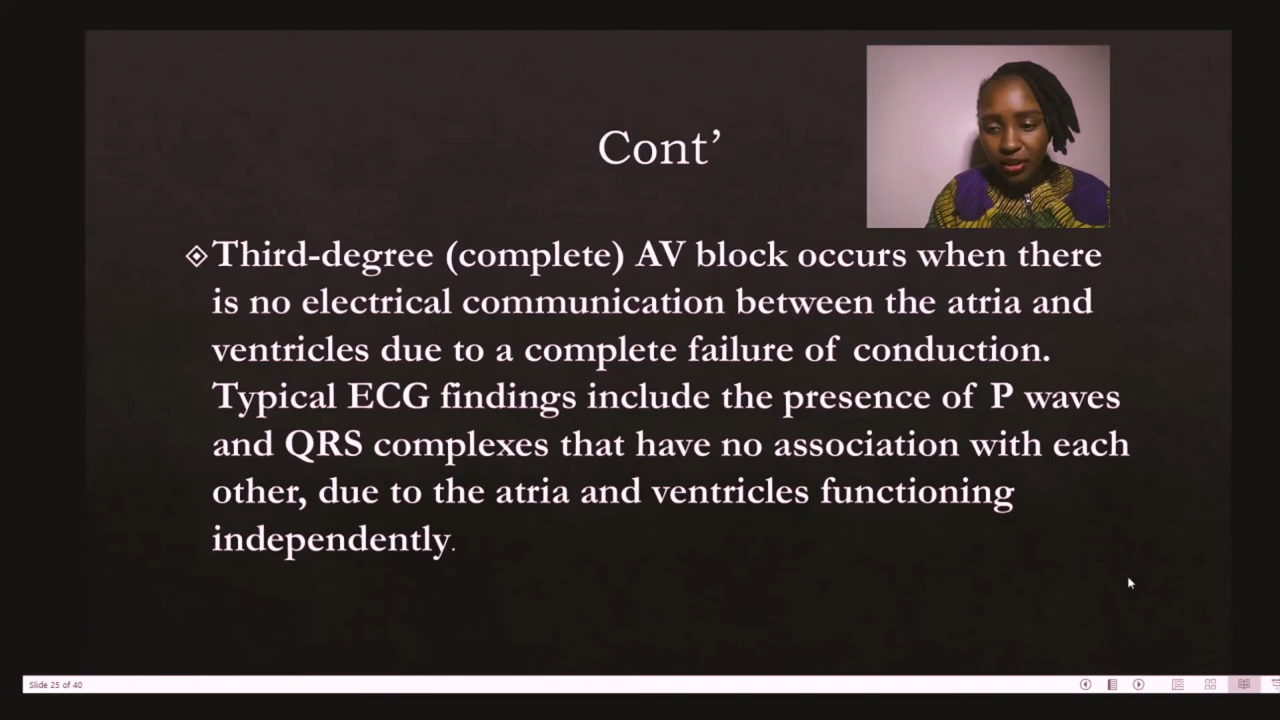 Cont’
Third-degree (complete) AV block occurs when there
is no electrical communication between the atria and
ventricles due to a complete failure of conduction.
Typical ECG findings include the presence of P waves
and QRS complexes that have no association with each
other, due to the atria and ventricles functioning
independently.
Slide 25 of 40